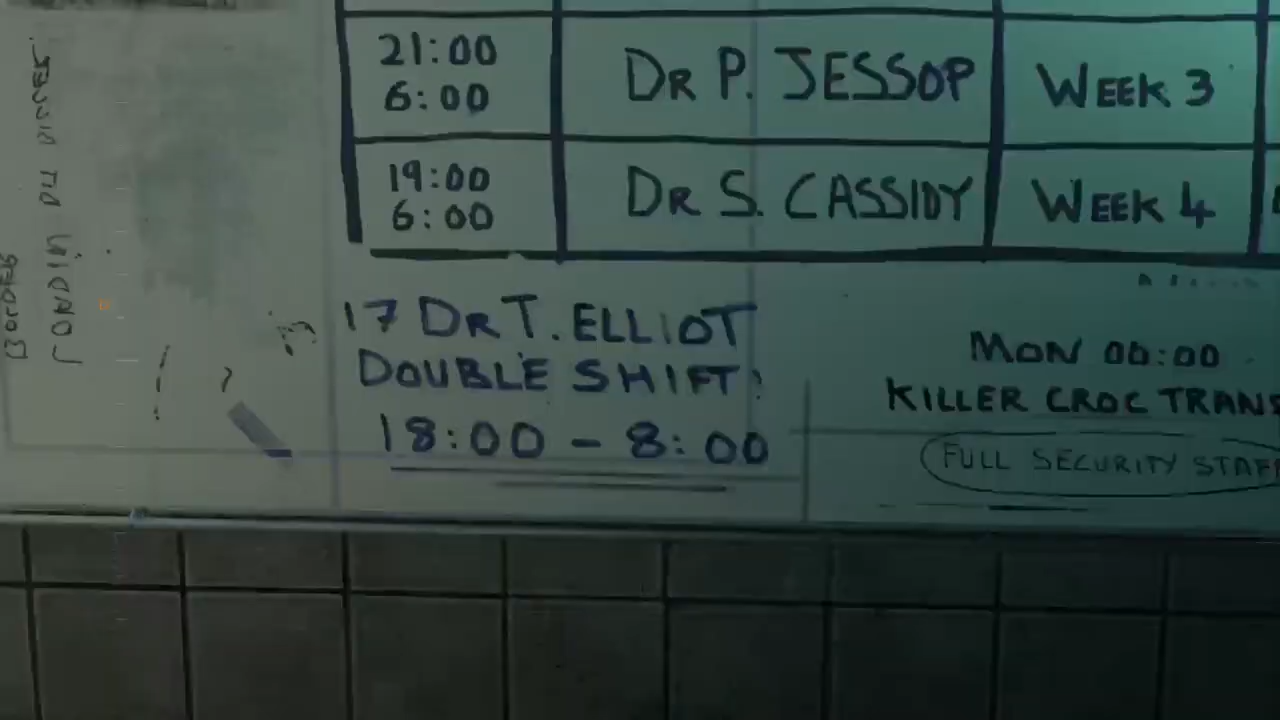 21:00
6:00
DR P. JESSOP
WEEK 3
19:00
6:00
DR S. CASSIDY
WEEK 4
17 DR T. ELLIOT
DOUBLE SHIFT!
18:00 - 8:00
MON 00:00
KILLER CROC TRANS
FULL SECURITY STAFF